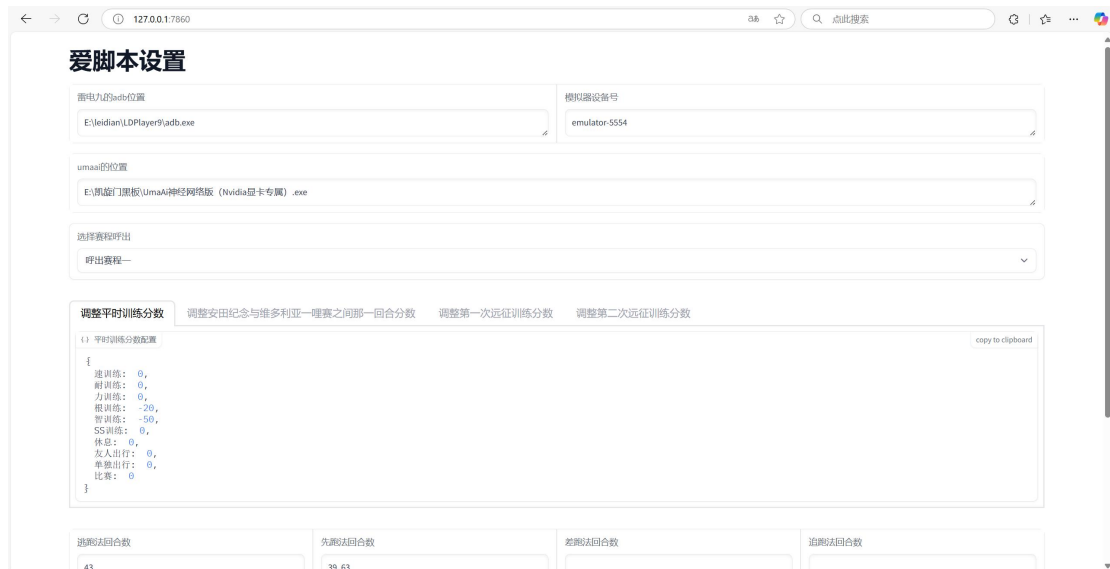 127.0.0.1:7860
aあ
点此搜索
爱脚本设置
雷电九的adb位置
模拟器设备号
E:\leidian\LDPlayer9\adb.exe
emulator-5554
umaai的位置
E:\凯旋门黑板\UmaAi神经网络版（Nvidia显卡专属）.exe
选择赛程呼出
呼出赛程一
调整平时训练分数
调整安田纪念与维多利亚一哩赛之间那一回合分数
调整第一次远征训练分数
调整第二次远征训练分数
平时训练分数配置
copy to clipboard
{
速训练: 0,
耐训练: 0,
力训练: 0,
根训练: -20,
智训练: -50,
SS训练: 0,
休息: 0,
友人出行: 0,
单独出行: 0,
比赛: 0
}
逃跑法回合数
先跑法回合数
差跑法回合数
追跑法回合数
43
39, 63